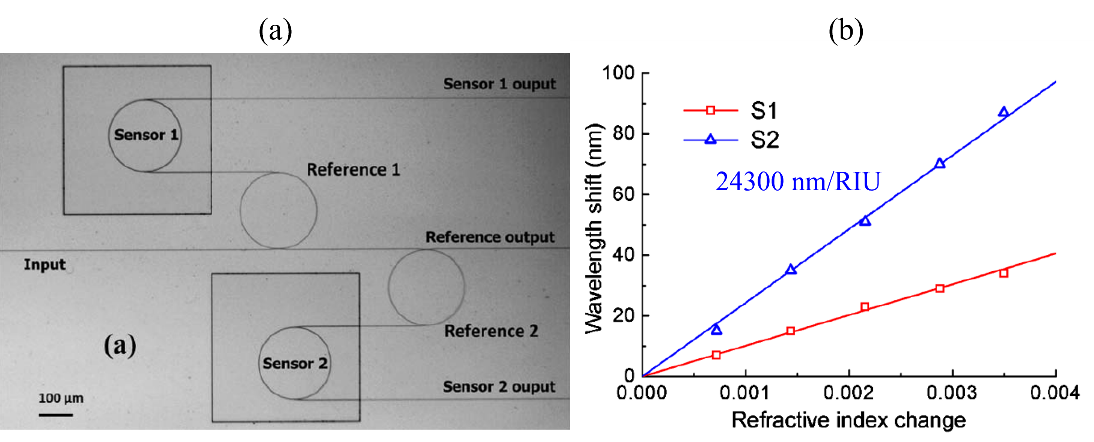 (a)
Sensor 1 ouput
Sensor 1
Reference 1
Reference output
Input
Reference 2
(a)
Sensor 2
Sensor 2 ouput
100 µm
(b)
100
80
60
40
20
0
Wavelength shift (nm)
S1
S2
24300 nm/RIU
0.000 0.001 0.002 0.003 0.004
Refractive index change